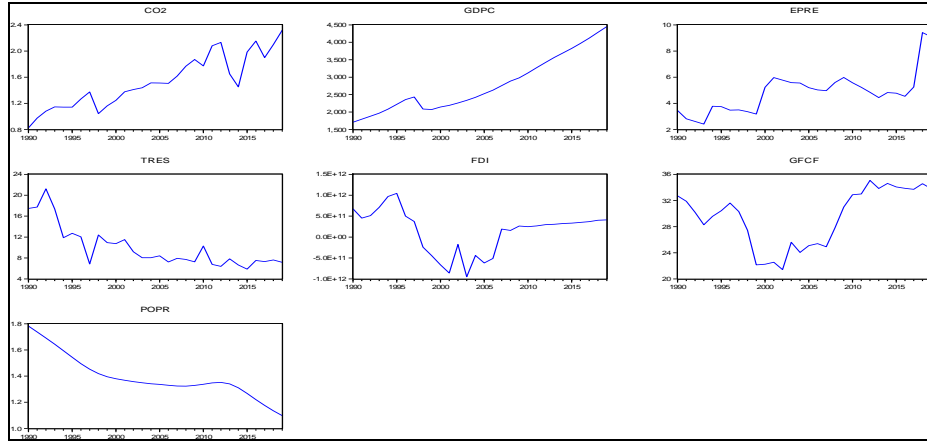 CO2
2.4
2.0
1.6
1.2
0.8
1990 1995 2000 2005 2010 2015
GDPC
4,500
4,000
3,500
3,000
2,500
2,000
1,500
1990 1995 2000 2005 2010 2015
EPRE
10
8
6
4
2
1990 1995 2000 2005 2010 2015
TRES
24
20
16
12
8
4
1990 1995 2000 2005 2010 2015
FDI
1.5E+12
1.0E+12
5.0E+11
0.0E+00
-5.0E+11
-1.0E+12
1990 1995 2000 2005 2010 2015
GFCF
36
32
28
24
20
1990 1995 2000 2005 2010 2015
POPR
1.8
1.6
1.4
1.2
1.0
1990 1995 2000 2005 2010 2015